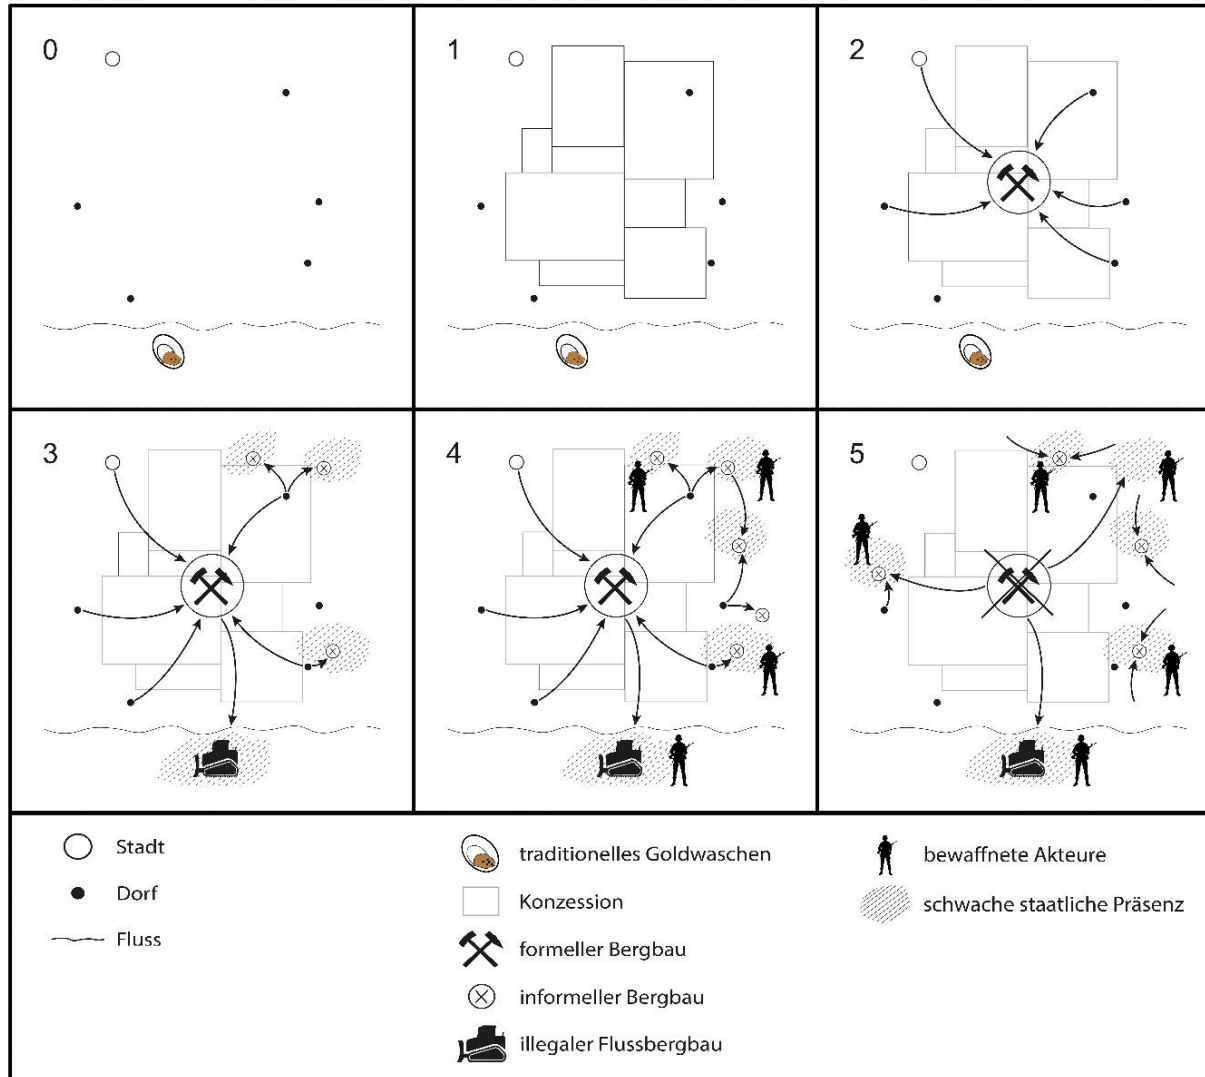 0
1
2
3
4
5
Stadt
Dorf
Fluss
traditionelles Goldwaschen
Konzession
formeller Bergbau
informeller Bergbau
illegaler Flussbergbau
bewaffnete Akteure
schwache staatliche Präsenz